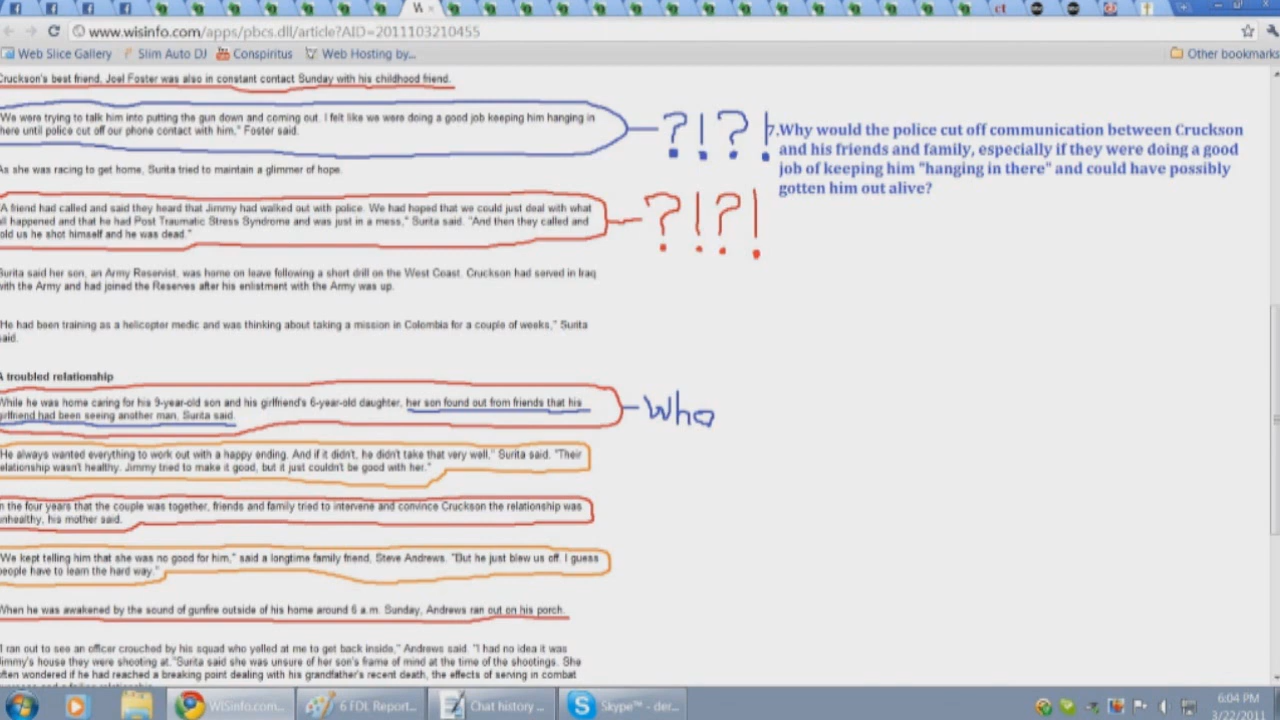 www.wisinfo.com/apps/pbcs.dll/article?AID=2011103210455
Web Slice Gallery Slim Auto DJ Conspiritus Web Hosting by... Other bookmarks
Cruckson's best friend, Joel Foster was also in constant contact Sunday with his childhood friend.
"We were trying to talk him into putting the gun down and coming out. I felt like we were doing a good job keeping him hanging in
there until police cut off our phone contact with him," Foster said.
?!?!
7.Why would the police cut off communication between Cruckson
and his friends and family, especially if they were doing a good
job of keeping him "hanging in there" and could have possibly
gotten him out alive?
As she was racing to get home, Surita tried to maintain a glimmer of hope.
"A friend had called and said they heard that Jimmy had walked out with police. We had hoped that we could just deal with what
all happened and that he had Post Traumatic Stress Syndrome and was just in a mess," Surita said. "And then they called and
told us he shot himself and he was dead."
?!?!
Surita said her son, an Army Reservist, was home on leave following a short drill on the West Coast. Cruckson had served in Iraq
with the Army and had joined the Reserves after his enlistment with the Army was up.
"He had been training as a helicopter medic and was thinking about taking a mission in Colombia for a couple of weeks," Surita
said.
A troubled relationship
While he was home caring for his 9-year-old son and his girlfriend's 6-year-old daughter, her son found out from friends that his
girlfriend had been seeing another man, Surita said.
Who
"He always wanted everything to work out with a happy ending. And if it didn't, he didn't take that very well," Surita said. "Their
relationship wasn't healthy. Jimmy tried to make it good, but it just couldn't be good with her."
In the four years that the couple was together, friends and family tried to intervene and convince Cruckson the relationship was
unhealthy, his mother said.
"We kept telling him that she was no good for him," said a longtime family friend, Steve Andrews. "But he just blew us off. I guess
people have to learn the hard way."
When he was awakened by the sound of gunfire outside of his home around 6 a.m. Sunday, Andrews ran out on his porch.
"I ran out to see an officer crouched by his squad who yelled at me to get back inside," Andrews said. "I had no idea it was
Jimmy's house they were shooting at."Surita said she was unsure of her son's frame of mind at the time of the shootings. She
often wondered if he had reached a breaking point dealing with his grandfather's recent death, the effects of serving in combat
WiSinfo.com... 6 FDL Report... Chat history ... Skype™ - der... 6:04 PM
3/22/2011